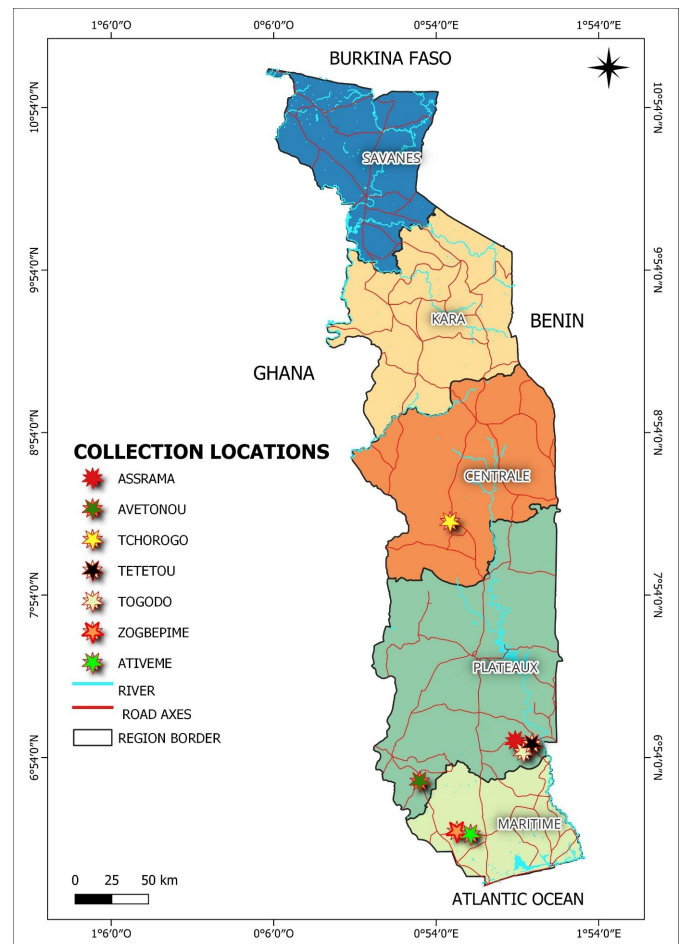 1°6′0″O 0°6′0″O 0°54′0″E 1°54′0″E
BURKINA FASO
10°54′0″N 10°54′0″N
SAVANES
9°54′0″N 9°54′0″N
KARA
BENIN
GHANA
8°54′0″N 8°54′0″N
COLLECTION LOCATIONS
CENTRALE
ASSRAMA
AVETONOU
TCHOROGO
TETETOU
TOGODO
ZOGBEPIME
ATIVEME
RIVER
ROAD AXES
REGION BORDER
7°54′0″N 7°54′0″N
PLATEAUX
6°54′0″N 6°54′0″N
MARITIME
0 25 50 km
ATLANTIC OCEAN
1°6′0″O 0°6′0″O 0°54′0″O 1°54′0″O